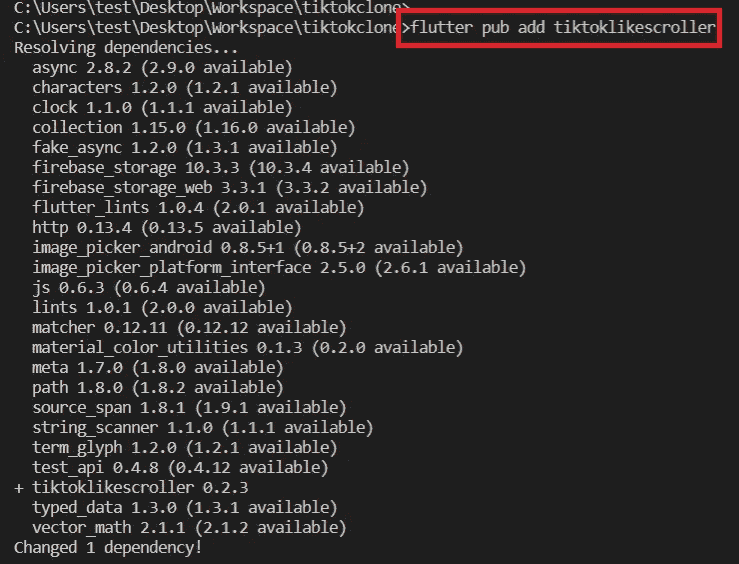 C:\Users\test\Desktop\Workspace\tiktokclone>
C:\Users\test\Desktop\Workspace\tiktokclone>flutter pub add tiktoklikescroller
Resolving dependencies...
  async 2.8.2 (2.9.0 available)
  characters 1.2.0 (1.2.1 available)
  clock 1.1.0 (1.1.1 available)
  collection 1.15.0 (1.16.0 available)
  fake_async 1.2.0 (1.3.1 available)
  firebase_storage 10.3.3 (10.3.4 available)
  firebase_storage_web 3.3.1 (3.3.2 available)
  flutter_lints 1.0.4 (2.0.1 available)
  http 0.13.4 (0.13.5 available)
  image_picker_android 0.8.5+1 (0.8.5+2 available)
  image_picker_platform_interface 2.5.0 (2.6.1 available)
  js 0.6.3 (0.6.4 available)
  lints 1.0.1 (2.0.0 available)
  matcher 0.12.11 (0.12.12 available)
  material_color_utilities 0.1.3 (0.2.0 available)
  meta 1.7.0 (1.8.0 available)
  path 1.8.0 (1.8.2 available)
  source_span 1.8.1 (1.9.1 available)
  string_scanner 1.1.0 (1.1.1 available)
  term_glyph 1.2.0 (1.2.1 available)
  test_api 0.4.8 (0.4.12 available)
+ tiktoklikescroller 0.2.3
  typed_data 1.3.0 (1.3.1 available)
  vector_math 2.1.1 (2.1.2 available)
Changed 1 dependency!